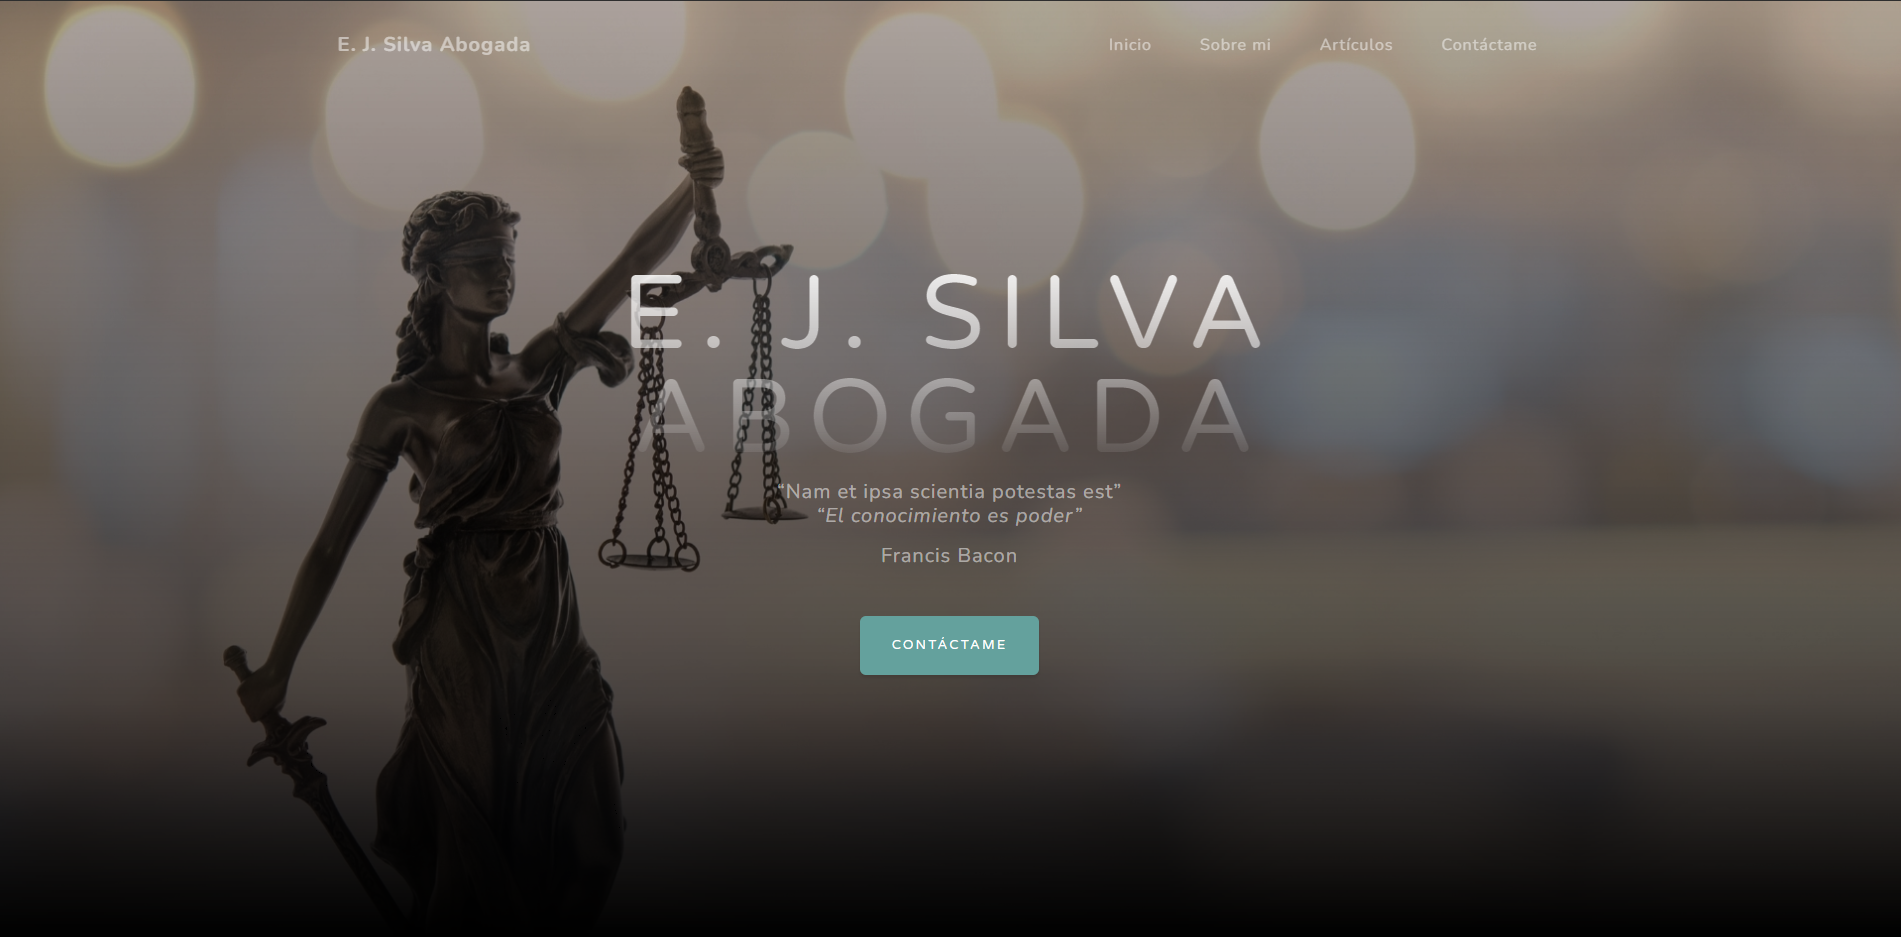 E. J. Silva Abogada
Inicio Sobre mi Artículos Contáctame
E. J. SILVA
ABOGADA
“Nam et ipsa scientia potestas est”
“El conocimiento es poder”
Francis Bacon
CONTÁCTAME